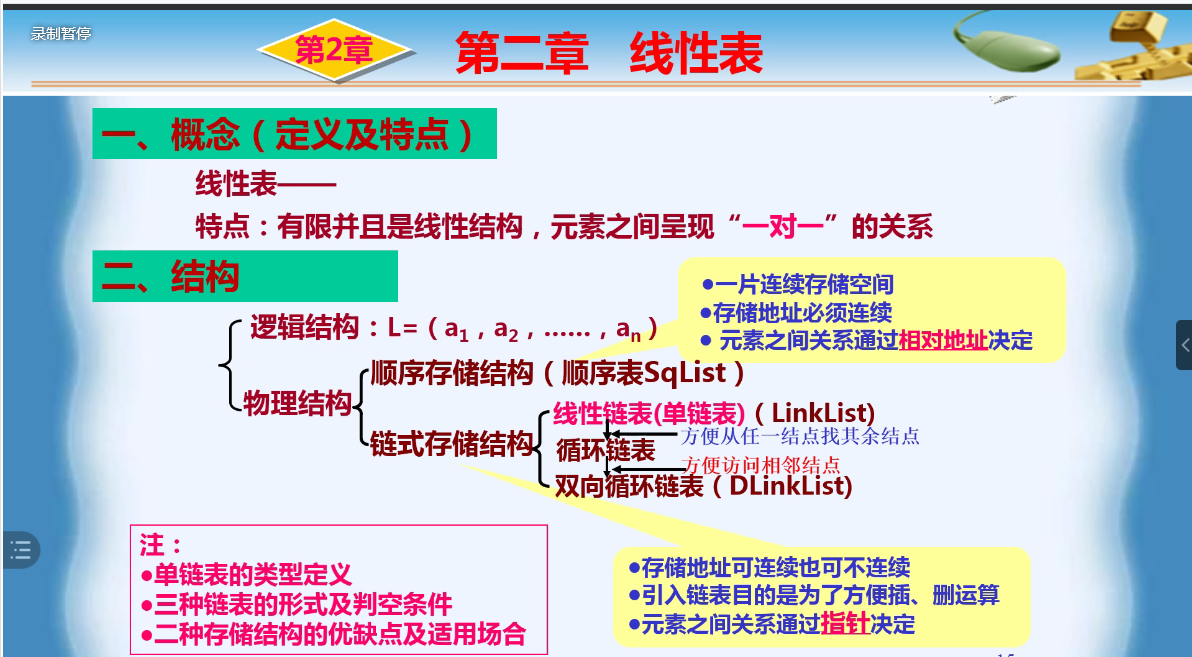 录制暂停
第2章
第二章 线性表
一、概念（定义及特点）
线性表——
特点：有限并且是线性结构，元素之间呈现“一对一”的关系
二、结构
●一片连续存储空间
●存储地址必须连续
● 元素之间关系通过相对地址决定
逻辑结构：L=（a1，a2，……，an）
物理结构
顺序存储结构（顺序表SqList）
链式存储结构
线性链表(单链表)（LinkList)
方便从任一结点找其余结点
循环链表
方便访问相邻结点
双向循环链表（DLinkList)
注：
●单链表的类型定义
●三种链表的形式及判空条件
●二种存储结构的优缺点及适用场合
●存储地址可连续也可不连续
●引入链表目的是为了方便插、删运算
●元素之间关系通过指针决定